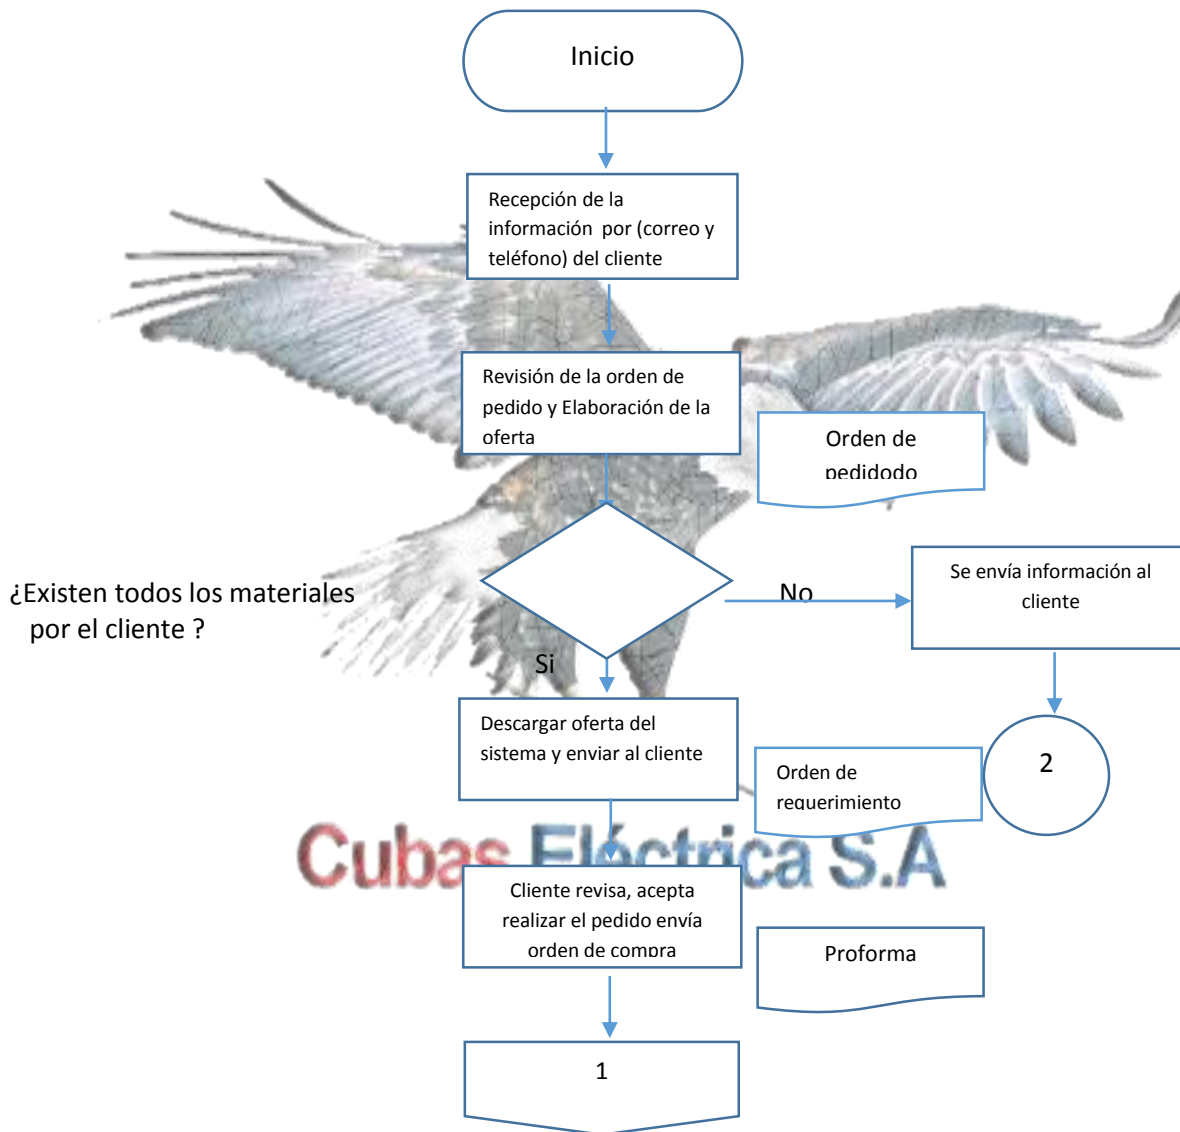 Inicio
Recepción de la
información por (correo y
teléfono) del cliente
Revisión de la orden de
pedido y Elaboración de la
oferta
Orden de
pedidodo
¿Existen todos los materiales
por el cliente ?
No
Se envía información al
cliente
Si
Descargar oferta del
sistema y enviar al cliente
Orden de
requerimiento
2
Cubas Eléctrica S.A
Cliente revisa, acepta
realizar el pedido envía
orden de compra
Proforma
1